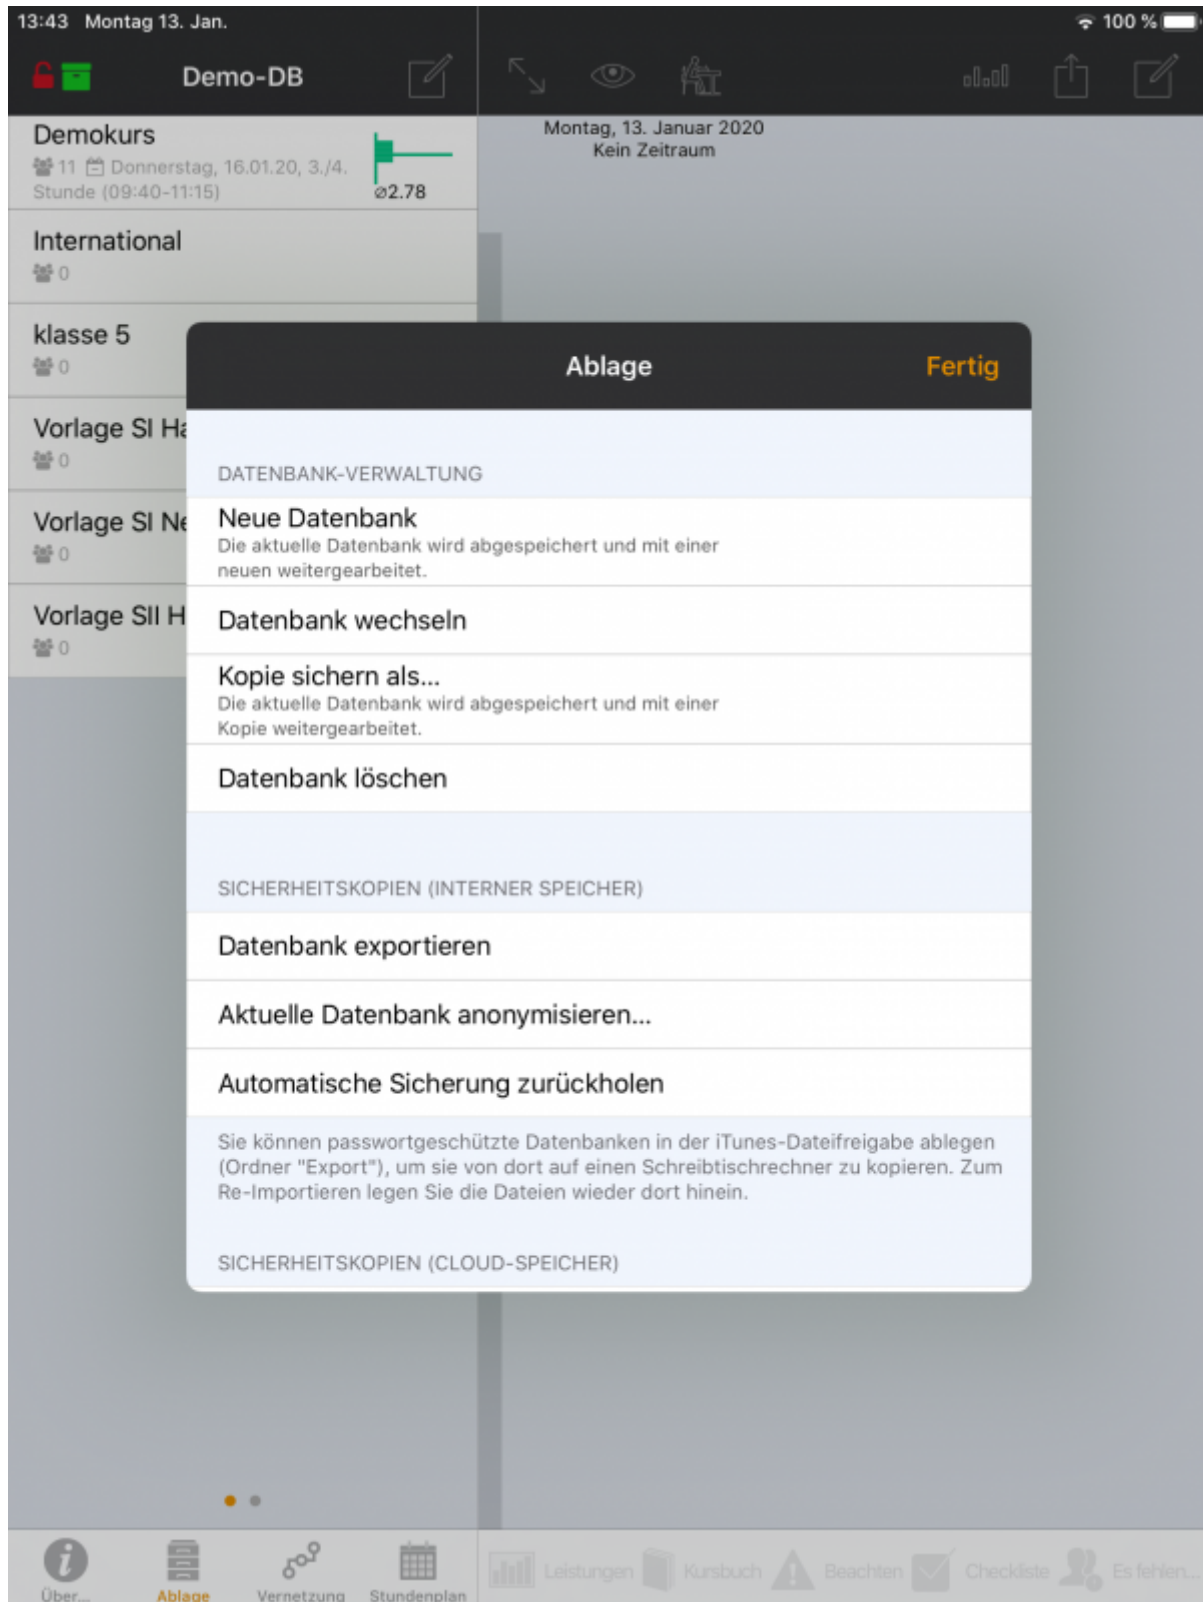 13:43 Montag 13. Jan.
100 %
Demo-DB
Demokurs
11 Donnerstag, 16.01.20, 3./4.
Stunde (09:40-11:15)
⌀2.78
Montag, 13. Januar 2020
Kein Zeitraum
International
0
klasse 5
0
Vorlage SI Ha
0
Vorlage SI Ne
0
Vorlage SII H
0
Ablage
Fertig
DATENBANK-VERWALTUNG
Neue Datenbank
Die aktuelle Datenbank wird abgespeichert und mit einer
neuen weitergearbeitet.
Datenbank wechseln
Kopie sichern als...
Die aktuelle Datenbank wird abgespeichert und mit einer
Kopie weitergearbeitet.
Datenbank löschen
SICHERHEITSKOPIEN (INTERNER SPEICHER)
Datenbank exportieren
Aktuelle Datenbank anonymisieren...
Automatische Sicherung zurückholen
Sie können passwortgeschützte Datenbanken in der iTunes-Dateifreigabe ablegen
(Ordner "Export"), um sie von dort auf einen Schreibtischrechner zu kopieren. Zum
Re-Importieren legen Sie die Dateien wieder dort hinein.
SICHERHEITSKOPIEN (CLOUD-SPEICHER)
Über... Ablage Vernetzung Stundenplan Leistungen Kursbuch Beachten Checkliste Es fehlen...